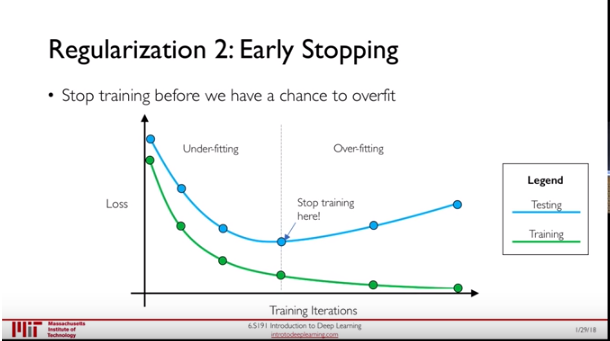 Regularization 2: Early Stopping
• Stop training before we have a chance to overfit
Under-fitting
Over-fitting
Legend
Testing
Training
Loss
Stop training
here!
Training Iterations
Massachusetts
Institute of
Technology
6.S191 Introduction to Deep Learning
introtodeeplearning.com
1/29/18